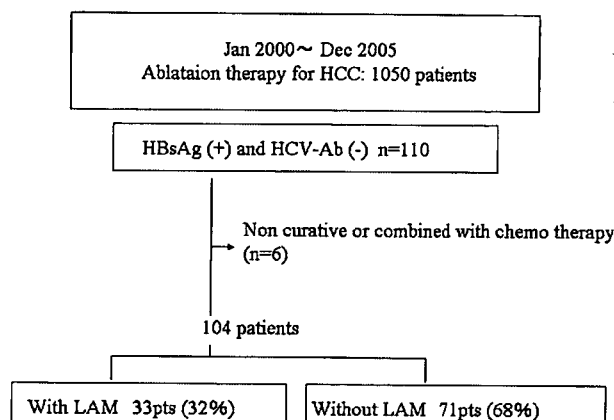 Jan 2000～ Dec 2005
Ablataion therapy for HCC: 1050 patients
HBsAg (+) and HCV-Ab (-) n=110
Non curative or combined with chemo therapy
(n=6)
104 patients
With LAM 33pts (32%)
Without LAM 71pts (68%)